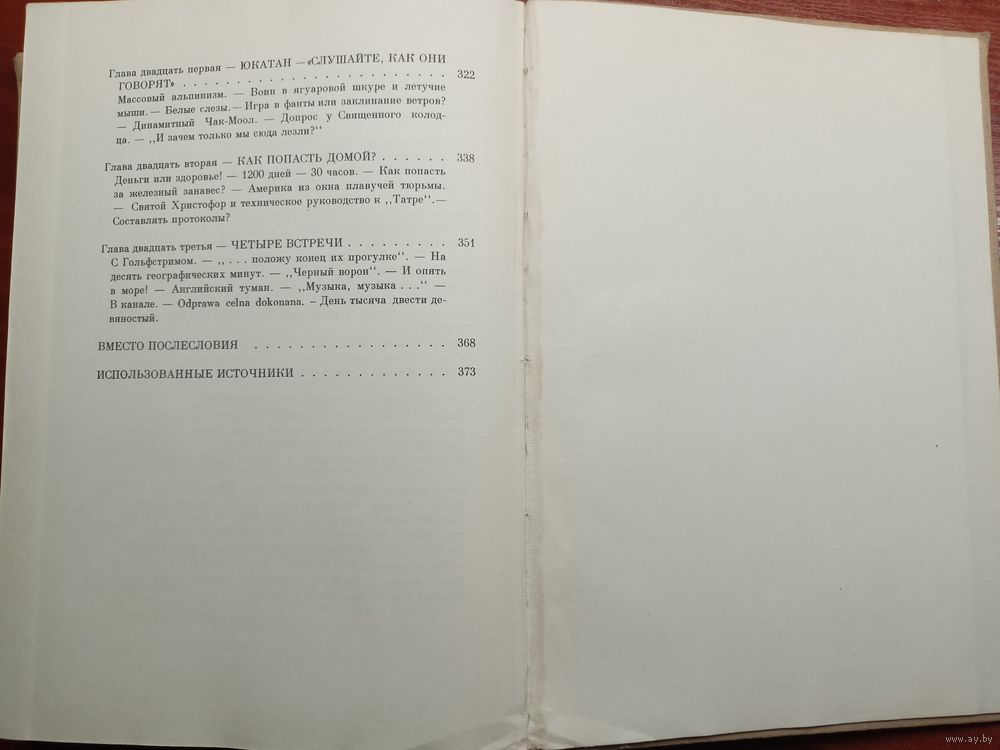 Глава двадцать первая — ЮКАТАН —«СЛУШАЙТЕ, КАК ОНИ
ГОВОРЯТ» . . . . . . . . . . . . . . . . . . . . . . . 322
Массовый альпинизм. — Воин в ягуаровой шкуре и летучие
мыши.— Белые слезы.— Игра в фанты или заклинание ветров?
— Динамитный Чак-Моол. — Допрос у Священного колод-
ца. — ,,И зачем только мы сюда лезли?“
Глава двадцать вторая — КАК ПОПАСТЬ ДОМОЙ? . . . . . . 338
Деньги или здоровье! — 1200 дней — 30 часов. — Как попасть
за железный занавес? — Америка из окна плавучей тюрьмы.
— Святой Христофор и техническое руководство к ,,Татре“.—
Составлять протоколы?
Глава двадцать третья — ЧЕТЫРЕ ВСТРЕЧИ . . . . . . . . . 351
С Гольфстримом. — ,, . . . положу конец их прогулке“. — На
десять географических минут. — ,,Черный ворон“. — И опять
в море! — Английский туман. — ,,Музыка, музыка . . .“ —
В канале. — Odprawa celna dokonana. – День тысяча двести де-
вяностый.
ВМЕСТО ПОСЛЕСЛОВИЯ . . . . . . . . . . . . . . 368
ИСПОЛЬЗОВАННЫЕ ИСТОЧНИКИ . . . . . . . . . . . . . 373
www.ay.by